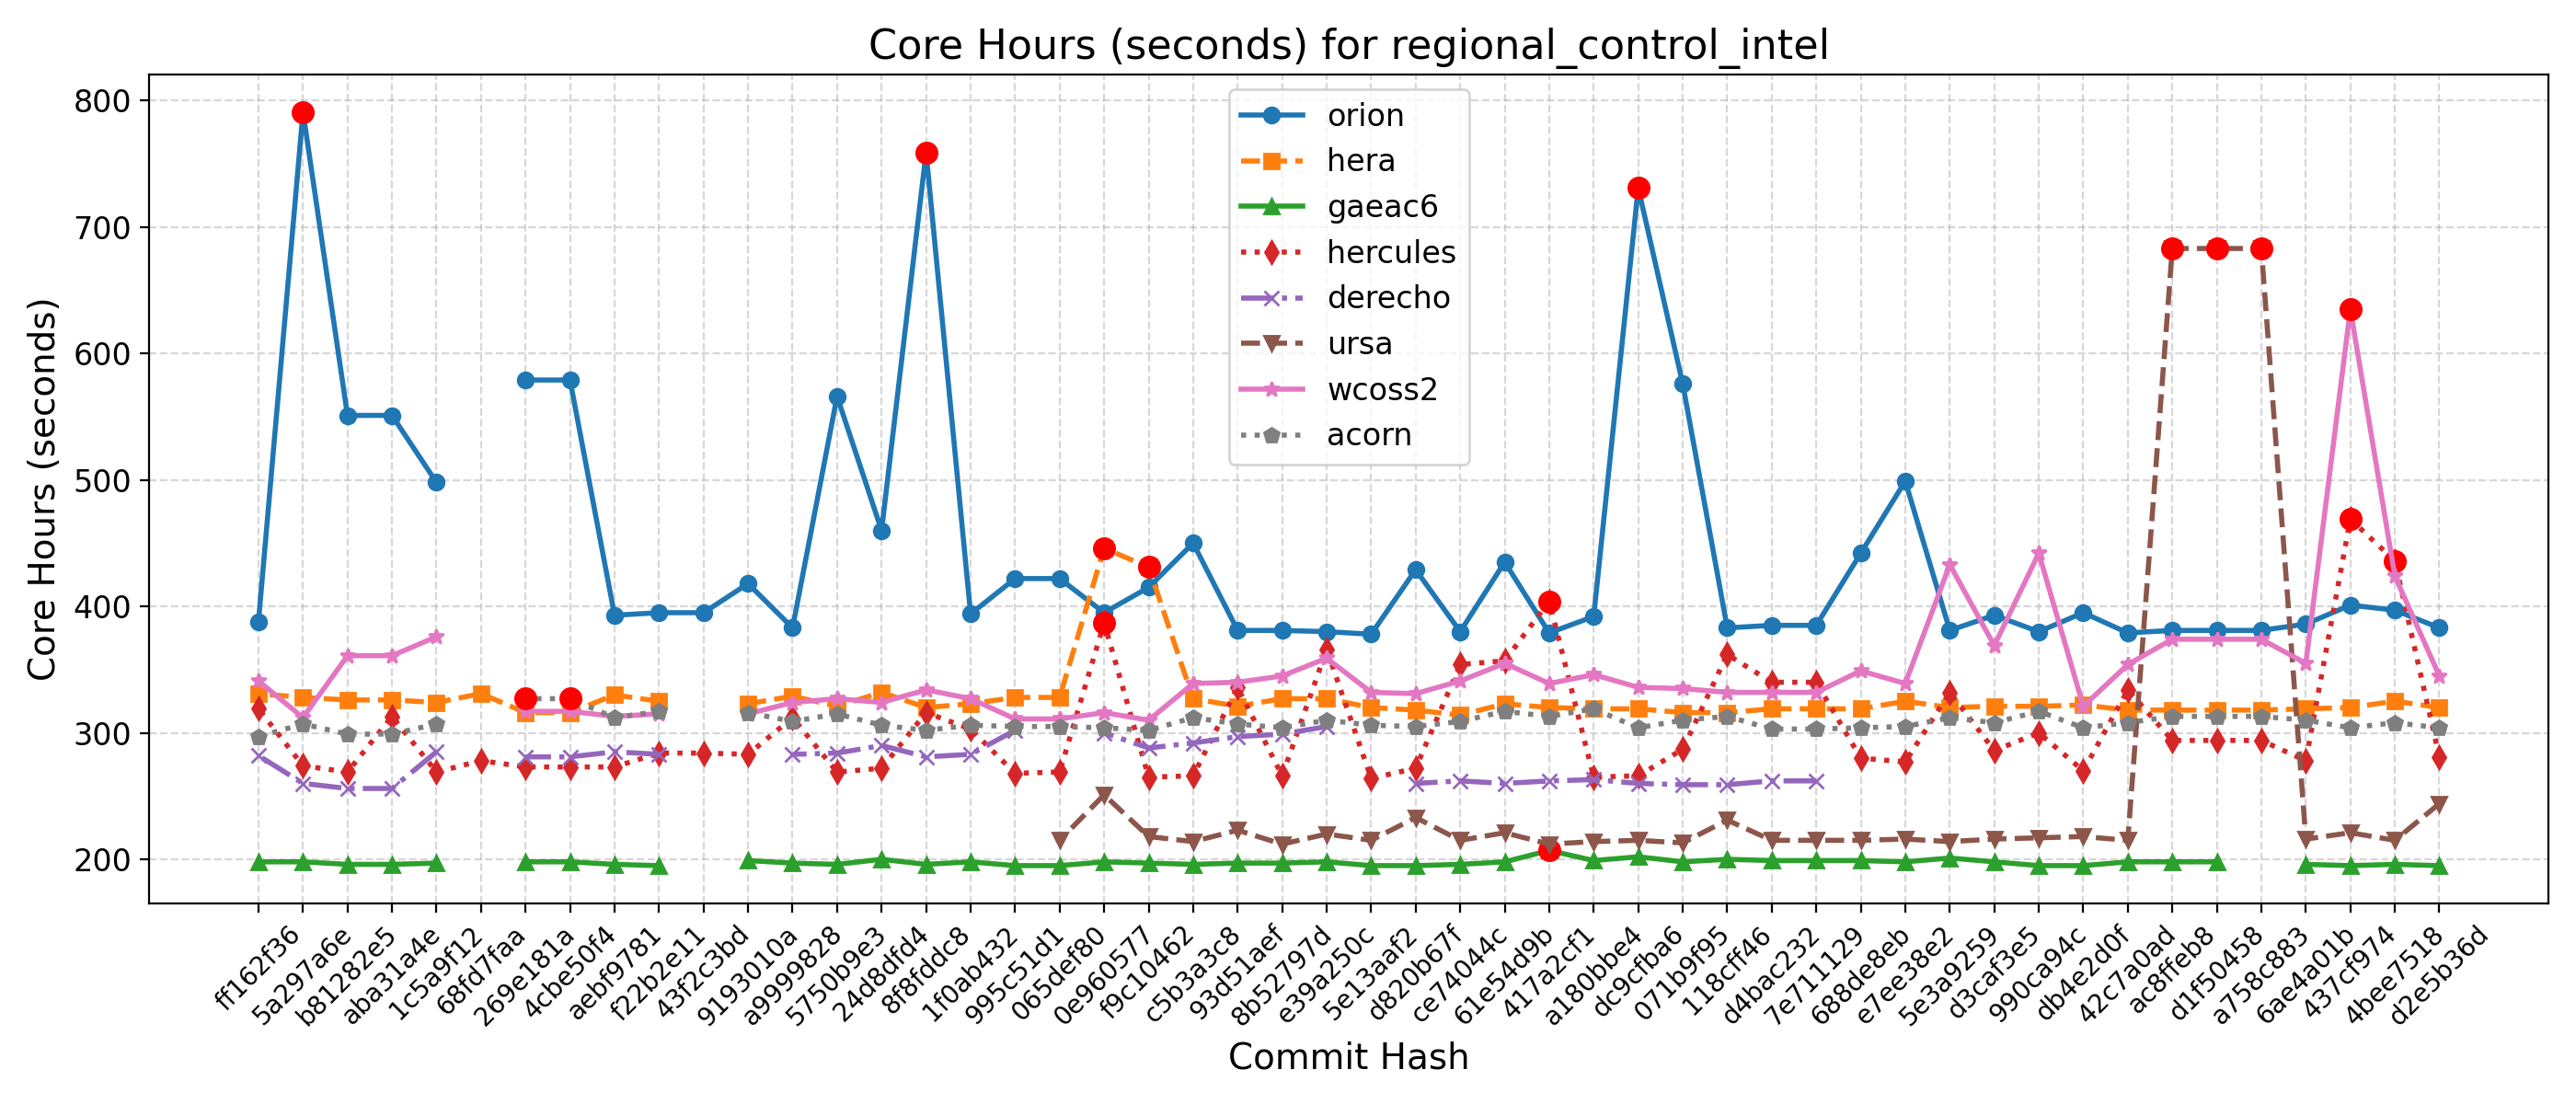 Core Hours (seconds) for regional_control_intel
Core Hours (seconds)
800
700
600
500
400
300
200
orion
hera
gaeac6
hercules
derecho
ursa
wcoss2
acorn
ff162f36
5a297a6e
b81282e5
aba31a4e
1c5a9f12
68fd7faa
269e181a
4cbe50f4
aebf9781
f22b2e11
43f2c3bd
9193010a
a9999828
5750b9e3
24d8dfd4
8f8fddc8
1f0ab432
995c51d1
065def80
0e960577
f9c10462
c5b3a3c8
93d51aef
8b52797d
e39a250c
5e13aaf2
d820b67f
ce74044c
61e54d9b
417a2cf1
a180bbe4
dc9cfba6
071b9f95
118cff46
d4bac232
7e711129
688de8eb
e7ee38e2
5e3a9259
d3caf3e5
990ca94c
db4e2d0f
42c7a0ad
ac8ffeb8
d1f50458
a758c883
6ae4a01b
437cf974
4bee7518
d2e5b36d
Commit Hash